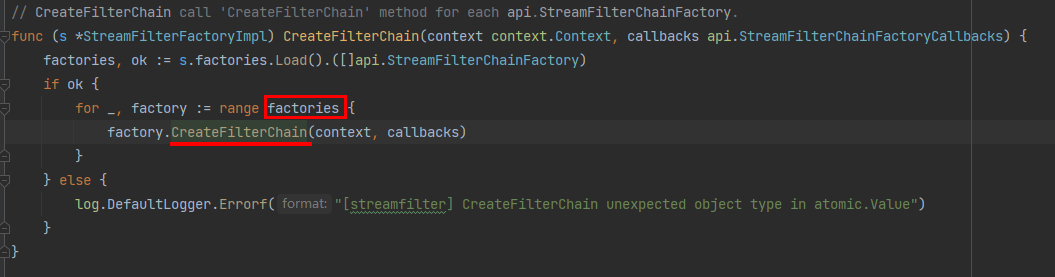 // CreateFilterChain call 'CreateFilterChain' method for each api.StreamFilterChainFactory.
func (s *StreamFilterFactoryImpl) CreateFilterChain(context context.Context, callbacks api.StreamFilterChainFactoryCallbacks) {
    factories, ok := s.factories.Load().([]api.StreamFilterChainFactory)
    if ok {
        for _, factory := range factories {
            factory.CreateFilterChain(context, callbacks)
        }
    } else {
        log.DefaultLogger.Errorf( format: "[streamfilter] CreateFilterChain unexpected object type in atomic.Value")
    }
}